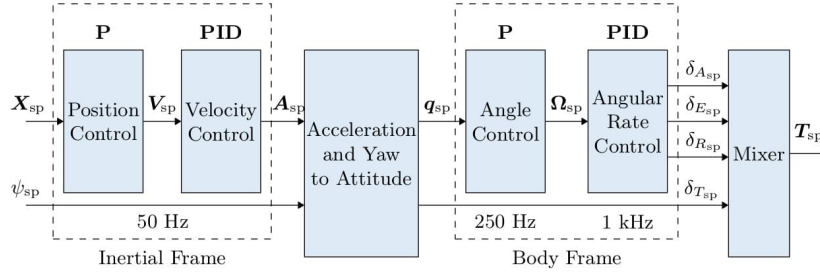 P
PID
P
PID
X_sp
Position
Control
V_sp
Velocity
Control
A_sp
Acceleration
and Yaw
to Attitude
q_sp
Angle
Control
Ω_sp
Angular
Rate
Control
δ_A_sp
δ_E_sp
δ_R_sp
Mixer
T_sp
ψ_sp
δ_T_sp
50 Hz
250 Hz
1 kHz
Inertial Frame
Body Frame